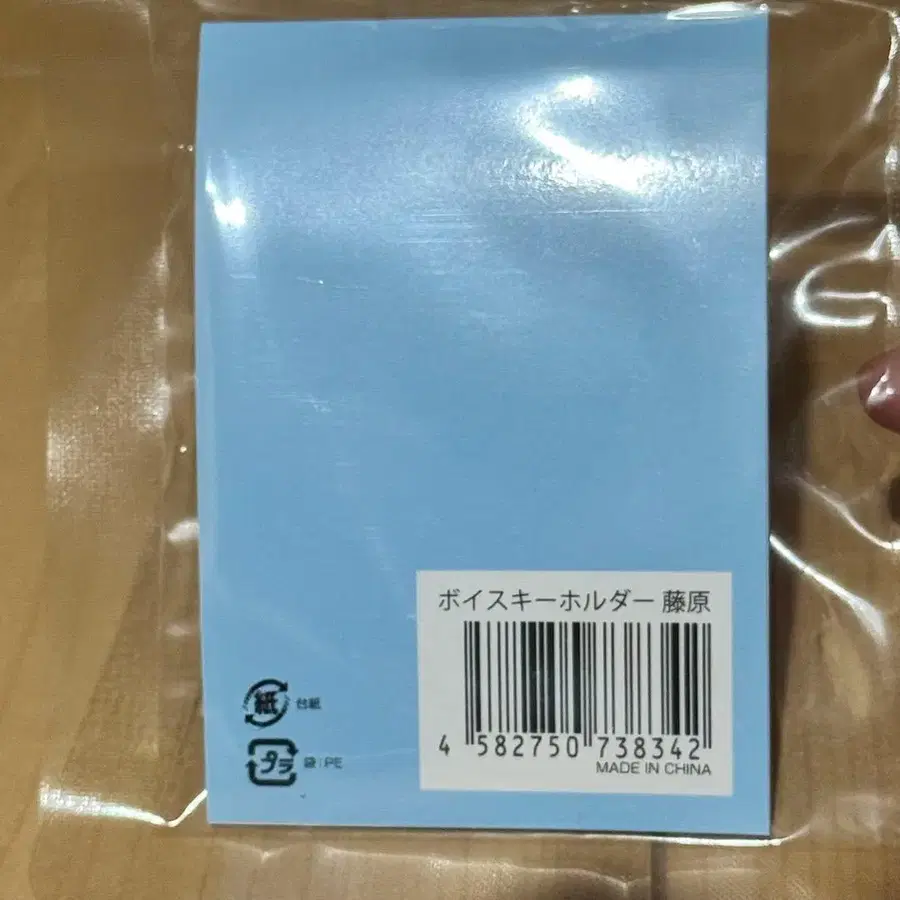 ボイスキーホルダー 藤原
4 582750 738342
MADE IN CHINA
紙 台紙
プラ 袋:PE